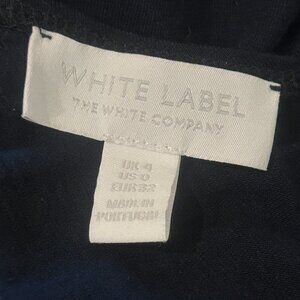 WHITE LABEL
THE WHITE COMPANY
UK 4
US 0
EUR 32
MADE IN
PORTUGAL